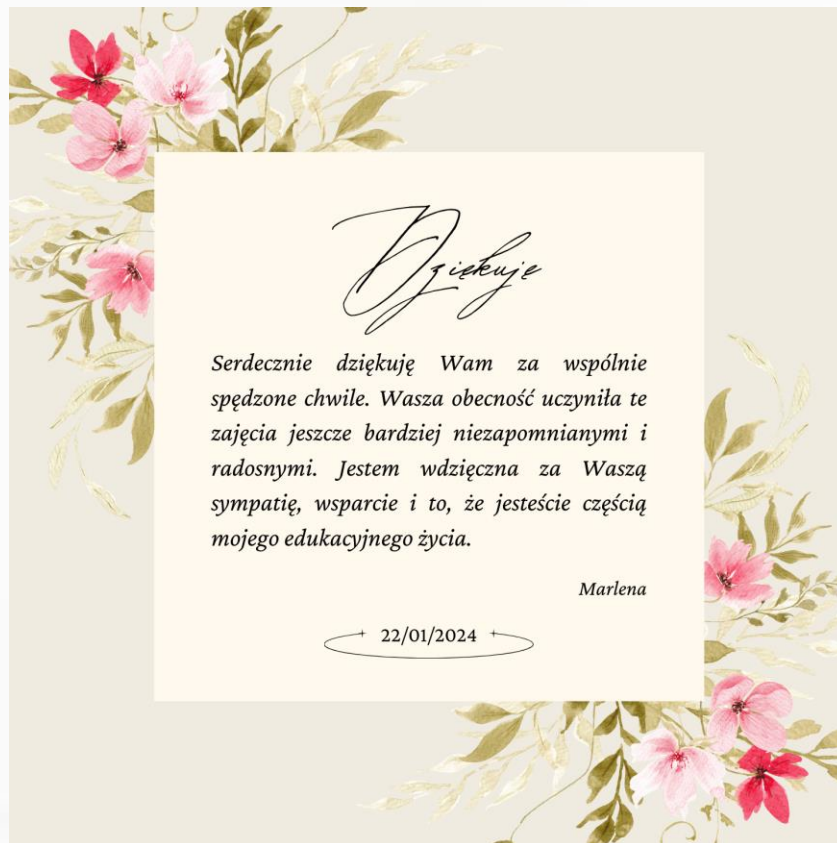 Dziękuję
Serdecznie dziękuję Wam za wspólnie
spędzone chwile. Wasza obecność uczyniła te
zajęcia jeszcze bardziej niezapomnianymi i
radosnymi. Jestem wdzięczna za Waszą
sympatię, wsparcie i to, że jesteście częścią
mojego edukacyjnego życia.
Marlena
22/01/2024